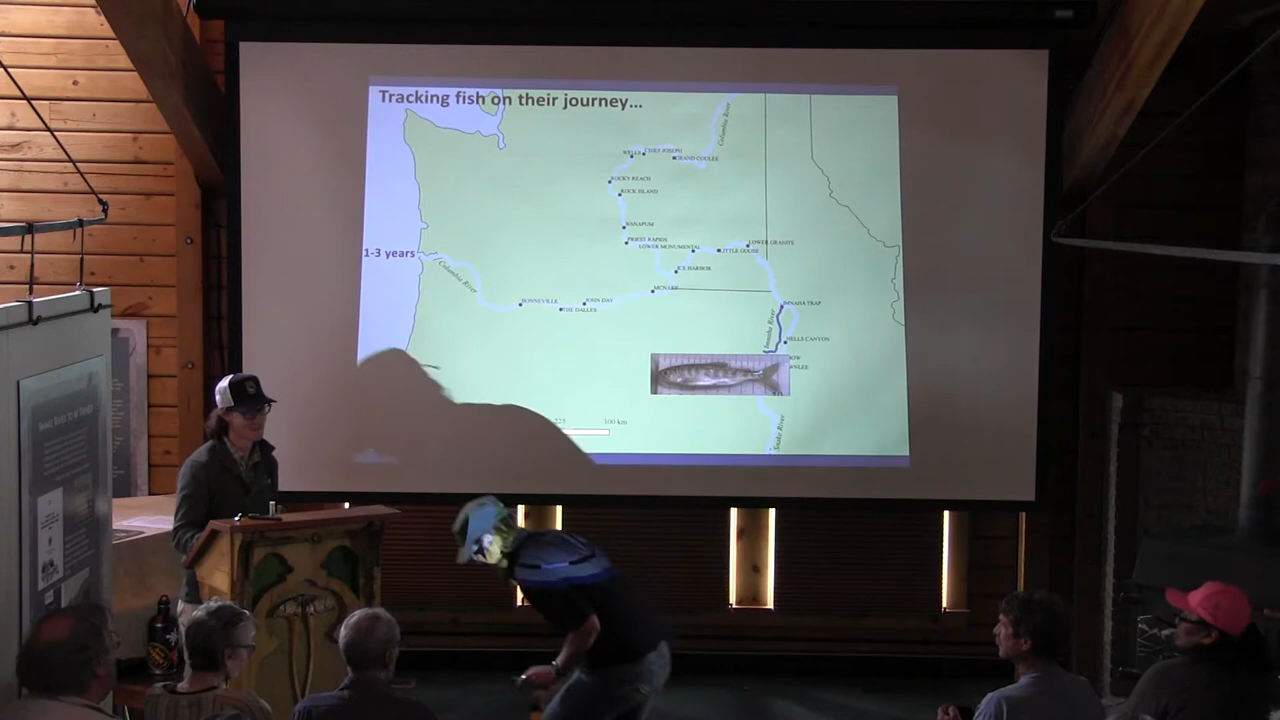 Tracking fish on their journey...
Columbia River
WELLS
CHIEF JOSEPH
GRAND COULEE
ROCKY REACH
ROCK ISLAND
WANAPUM
PRIEST RAPIDS
LOWER MONUMENTAL
LOWER GRANITE
LITTLE GOOSE
1-3 years
Columbia River
ICE HARBOR
MCNARY
BONNEVILLE
JOHN DAY
THE DALLES
IMNAHA TRAP
Imnaha River
HELLS CANYON
100 km
Snake River